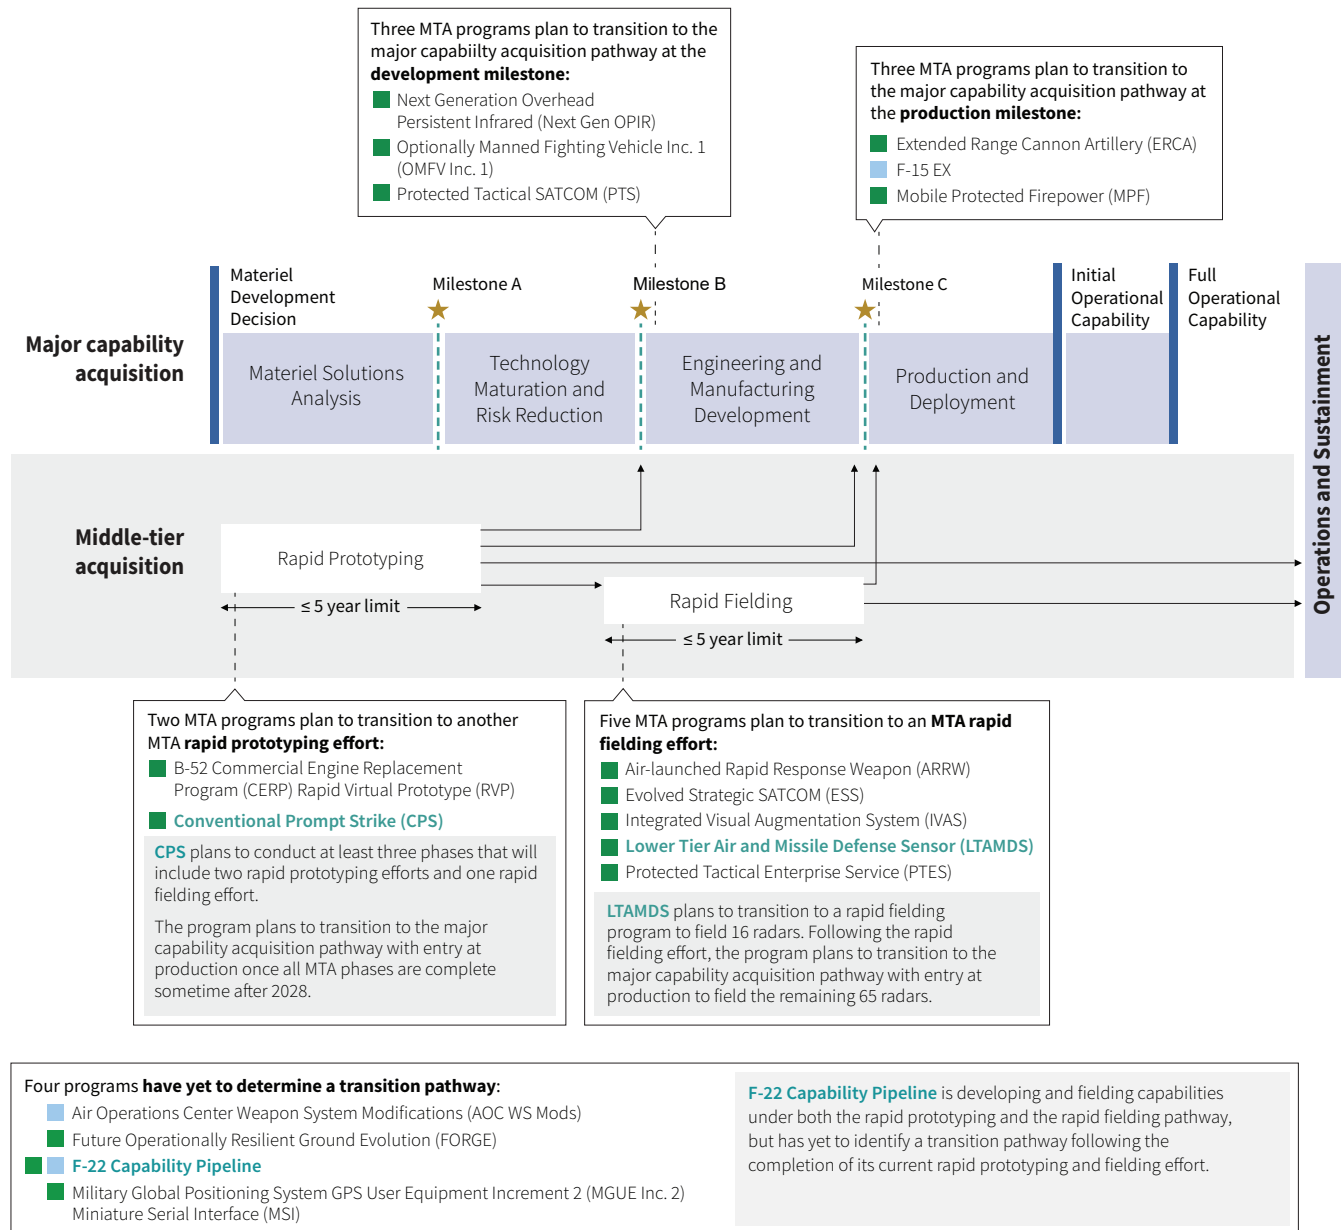 Three MTA programs plan to transition to the
major capabiilty acquisition pathway at the
development milestone:
Next Generation Overhead
Persistent Infrared (Next Gen OPIR)
Optionally Manned Fighting Vehicle Inc. 1
(OMFV Inc. 1)
Protected Tactical SATCOM (PTS)
Three MTA programs plan to transition to
the major capability acquisition pathway at
the production milestone:
Extended Range Cannon Artillery (ERCA)
F-15 EX
Mobile Protected Firepower (MPF)
Major capability
acquisition
Materiel
Development
Decision
Milestone A
Milestone B
Milestone C
Initial
Operational
Capability
Full
Operational
Capability
Materiel Solutions
Analysis
Technology
Maturation and
Risk Reduction
Engineering and
Manufacturing
Development
Production and
Deployment
Operations and Sustainment
Middle-tier
acquisition
Rapid Prototyping
≤ 5 year limit
Rapid Fielding
≤ 5 year limit
Two MTA programs plan to transition to another
MTA rapid prototyping effort:
B-52 Commercial Engine Replacement
Program (CERP) Rapid Virtual Prototype (RVP)
Conventional Prompt Strike (CPS)
CPS plans to conduct at least three phases that will
include two rapid prototyping efforts and one rapid
fielding effort.
The program plans to transition to the major
capability acquisition pathway with entry at
production once all MTA phases are complete
sometime after 2028.
Five MTA programs plan to transition to an MTA rapid
fielding effort:
Air-launched Rapid Response Weapon (ARRW)
Evolved Strategic SATCOM (ESS)
Integrated Visual Augmentation System (IVAS)
Lower Tier Air and Missile Defense Sensor (LTAMDS)
Protected Tactical Enterprise Service (PTES)
LTAMDS plans to transition to a rapid fielding
program to field 16 radars. Following the rapid
fielding effort, the program plans to transition to the
major capability acquisition pathway with entry at
production to field the remaining 65 radars.
Four programs have yet to determine a transition pathway:
Air Operations Center Weapon System Modifications (AOC WS Mods)
Future Operationally Resilient Ground Evolution (FORGE)
F-22 Capability Pipeline
Military Global Positioning System GPS User Equipment Increment 2 (MGUE Inc. 2)
Miniature Serial Interface (MSI)
F-22 Capability Pipeline is developing and fielding capabilities
under both the rapid prototyping and the rapid fielding pathway,
but has yet to identify a transition pathway following the
completion of its current rapid prototyping and fielding effort.